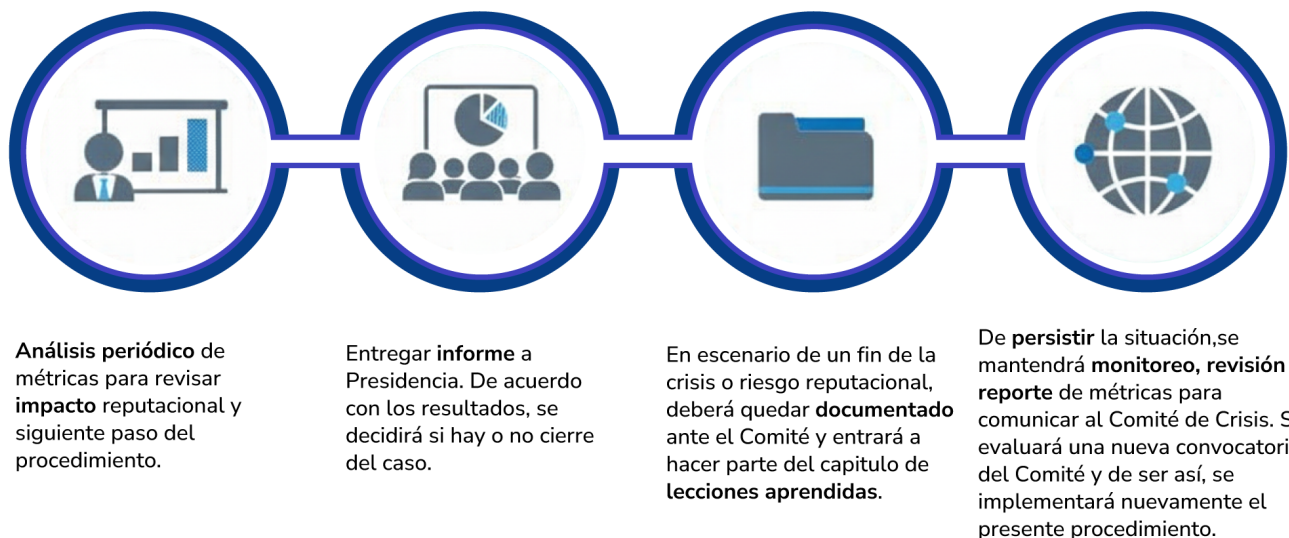 Análisis periódico de
métricas para revisar
impacto reputacional y
siguiente paso del
procedimiento.
Entregar informe a
Presidencia. De acuerdo
con los resultados, se
decidirá si hay o no cierre
del caso.
En escenario de un fin de la
crisis o riesgo reputacional,
deberá quedar documentado
ante el Comité y entrará a
hacer parte del capitulo de
lecciones aprendidas.
De persistir la situación,se
mantendrá monitoreo, revisión
reporte de métricas para
comunicar al Comité de Crisis.
evaluará una nueva
del Comité y de ser así, se
implementará nuevamente el
presente procedimiento.